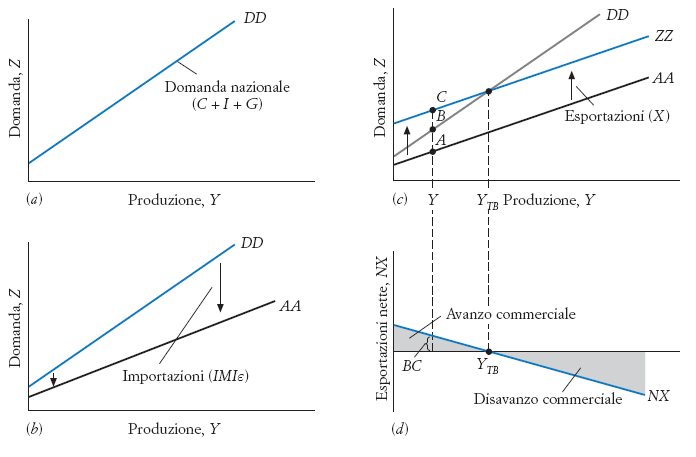 DD
Domanda, Z
Domanda nazionale
(C + I + G)
(a)
Produzione, Y
DD
Domanda, Z
AA
Importazioni (IMIε)
(b)
Produzione, Y
DD
ZZ
Domanda, Z
AA
C
B
A
Esportazioni (X)
(c)
Y
Y_TB Produzione, Y
Esportazioni nette, NX
Avanzo commerciale
BC
Y_TB
Disavanzo commerciale
NX
(d)